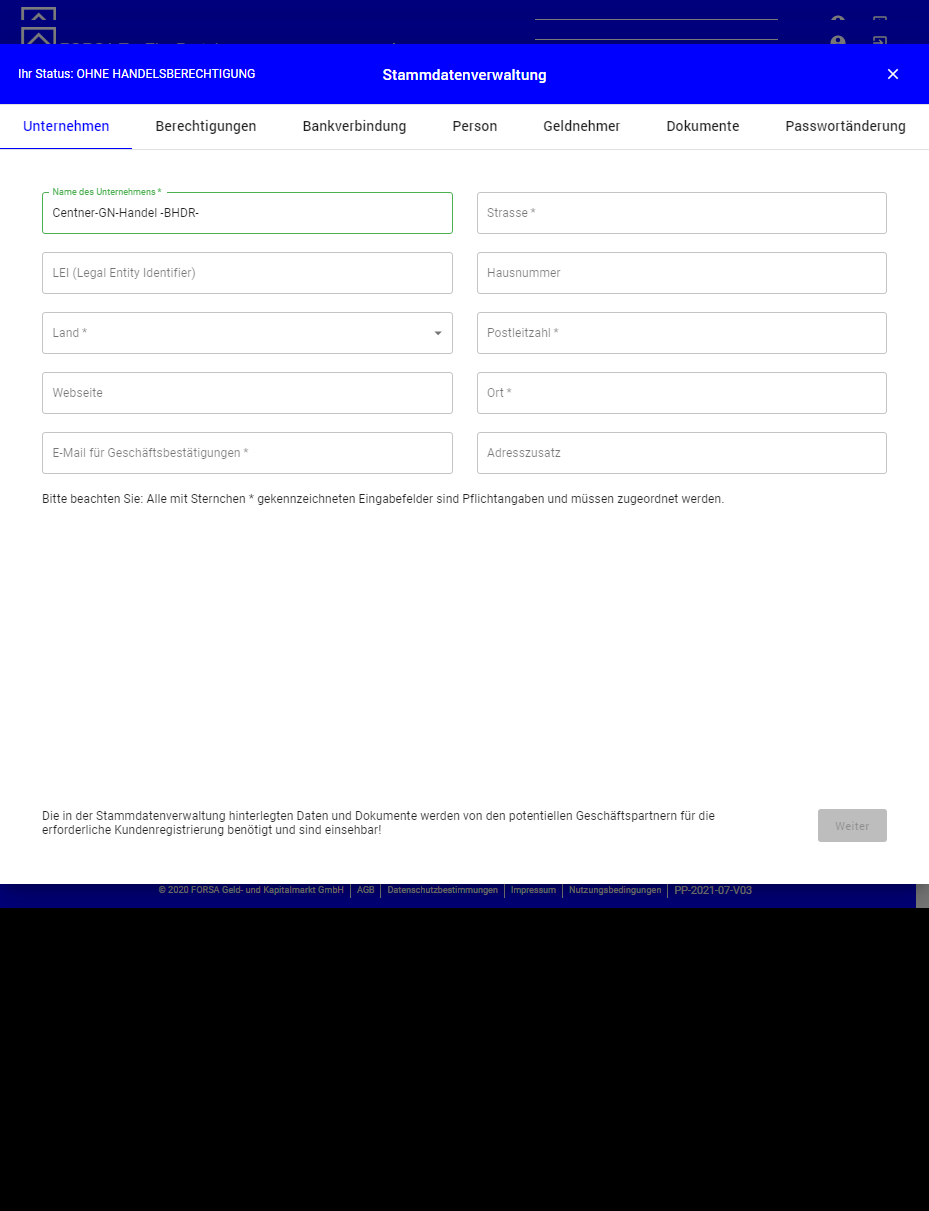 Ihr Status: OHNE HANDELSBERECHTIGUNG
Stammdatenverwaltung
Unternehmen
Berechtigungen
Bankverbindung
Person
Geldnehmer
Dokumente
Passwortänderung
Name des Unternehmens *
Centner-GN-Handel -BHDR-
Strasse *
LEI (Legal Entity Identifier)
Hausnummer
Land *
Postleitzahl *
Webseite
Ort *
E-Mail für Geschäftsbestätigungen *
Adresszusatz
Bitte beachten Sie: Alle mit Sternchen * gekennzeichneten Eingabefelder sind Pflichtangaben und müssen zugeordnet werden.
Die in der Stammdatenverwaltung hinterlegten Daten und Dokumente werden von den potentiellen Geschäftspartnern für die
erforderliche Kundenregistrierung benötigt und sind einsehbar!
Weiter
© 2020 FORSA Geld- und Kapitalmarkt GmbH | AGB | Datenschutzbestimmungen | Impressum | Nutzungsbedingungen | PP-2021-07-V03